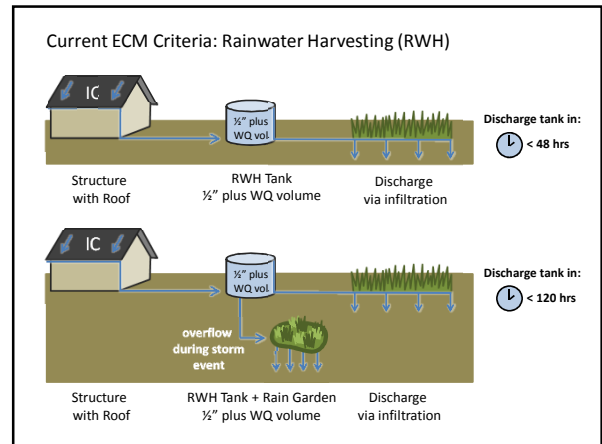 Current ECM Criteria: Rainwater Harvesting (RWH)
IC
½” plus
WQ vol.
Discharge tank in:
< 48 hrs
Structure
with Roof
RWH Tank
½” plus WQ volume
Discharge
via infiltration
IC
½” plus
WQ vol.
Discharge tank in:
< 120 hrs
overflow
during storm
event
Structure
with Roof
RWH Tank + Rain Garden
½” plus WQ volume
Discharge
via infiltration